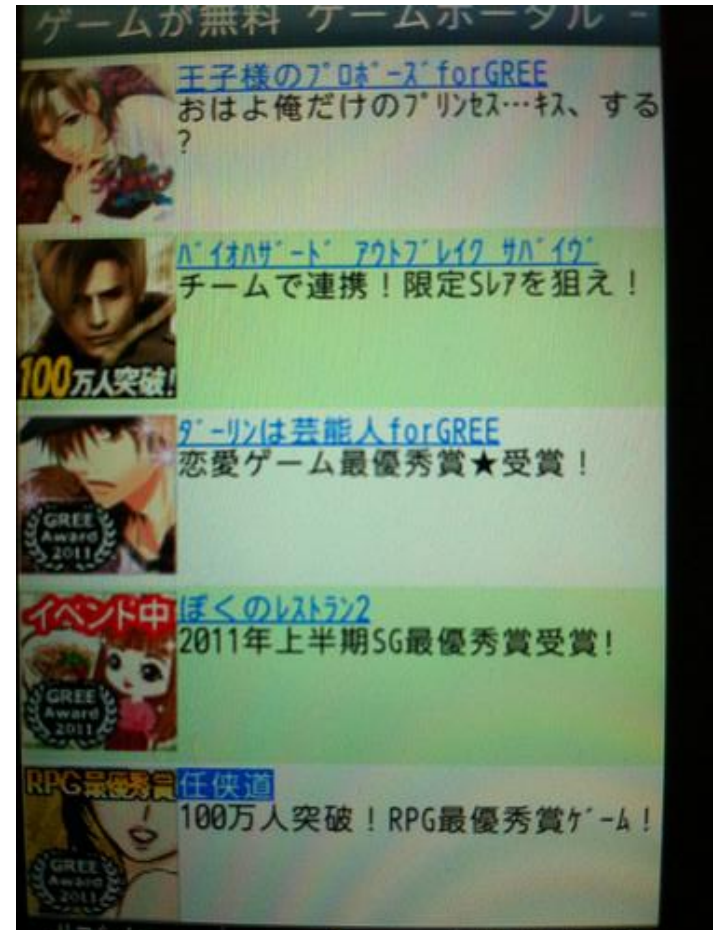 ゲームが無料 ゲームポータル -
王子様のﾌﾟﾛﾎﾟｰｽﾞforGREE
おはよ俺だけのﾌﾟﾘﾝｾｽ…ｷｽ、する
?
ﾊﾞｲｵﾊｻﾞｰﾄﾞ ｱｳﾄﾌﾞﾚｲｸ ｻﾊﾞｲｳﾞ
チームで連携！限定Sﾚｱを狙え！
100万人突破!
ﾀﾞｰﾘﾝは芸能人forGREE
恋愛ゲーム最優秀賞★受賞！
GREE
Award
2011
イベント中
ぼくのﾚｽﾄﾗﾝ2
2011年上半期SG最優秀賞受賞!
GREE
Award
2011
RPG最優秀賞
任侠道
100万人突破！RPG最優秀賞ｹﾞｰﾑ！
GREE
Award
2011